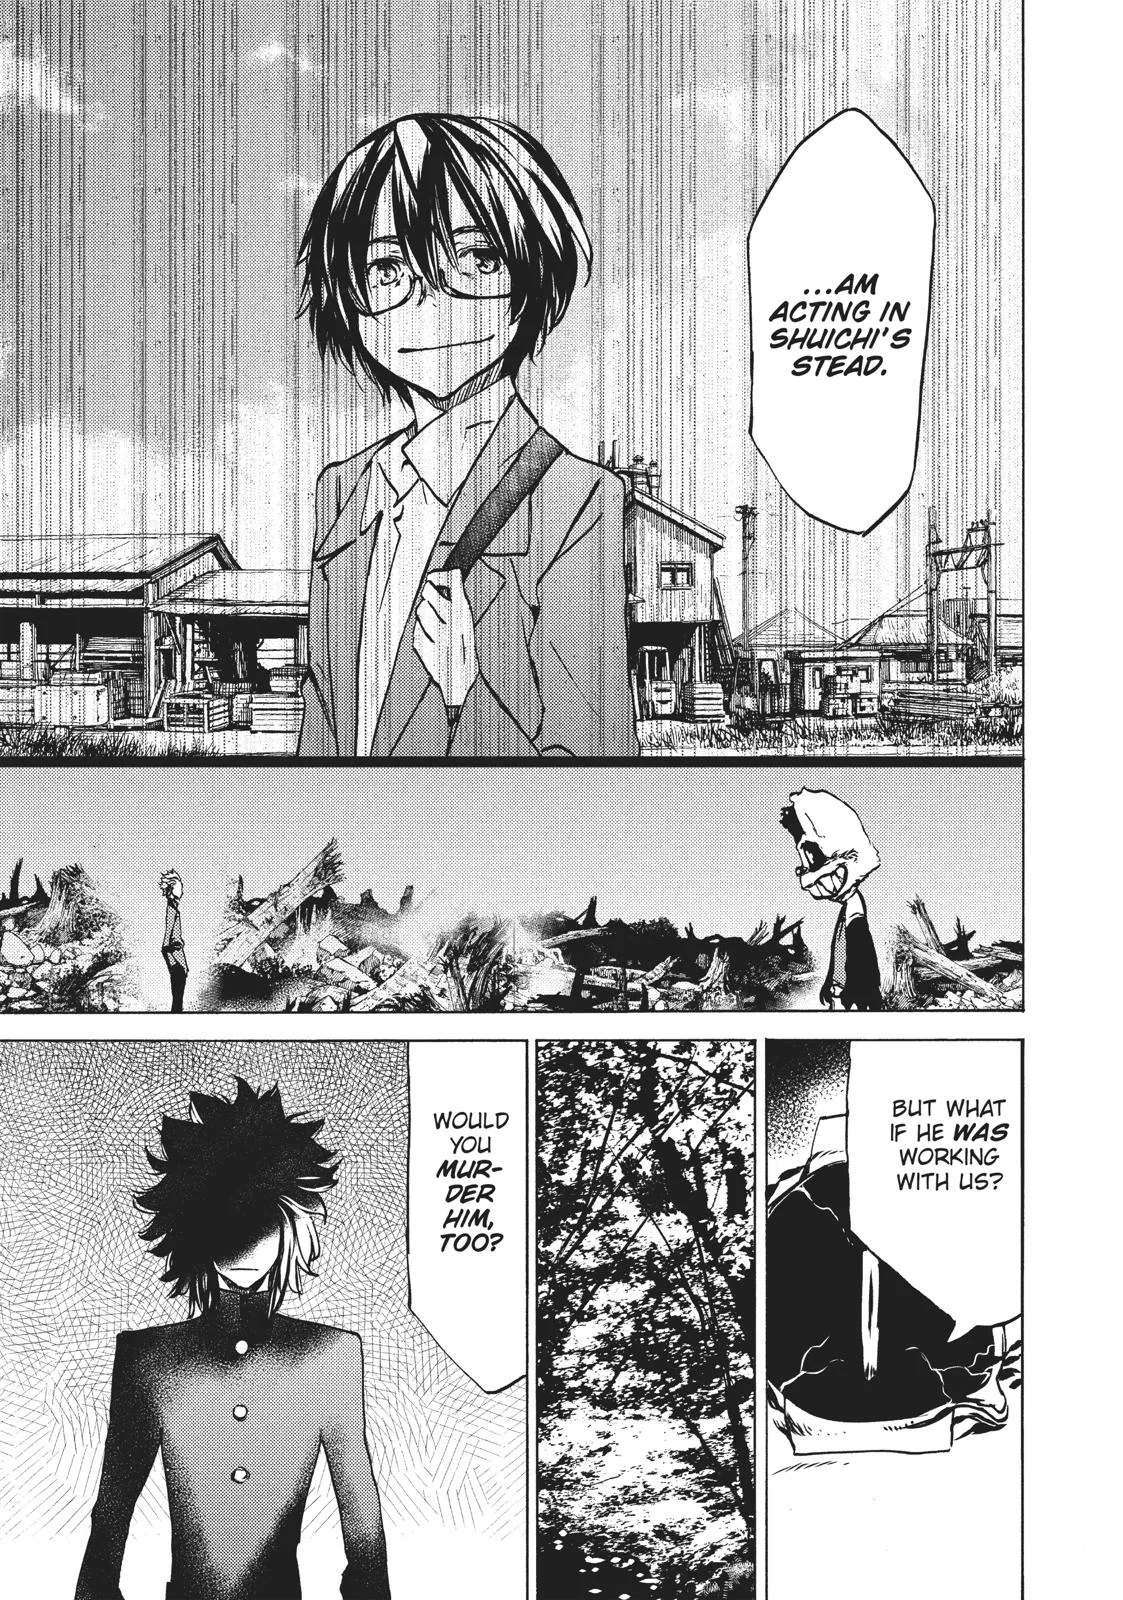 ...AM
ACTING IN
SHUICHI'S
STEAD.
BUT WHAT
IF HE WAS
WORKING
WITH US?
WOULD
YOU
MUR-
DER
HIM,
TOO?